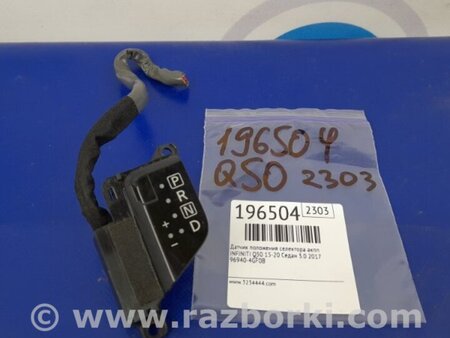 196504
Q50 2303
P
R
N
D
+
−
196504 2303
Датчик положения селектора акпп
INFINITI Q50 13-20 Седан 3.0 2017
96940-4GF0B
www.3254444.com
© www.razborki.com/